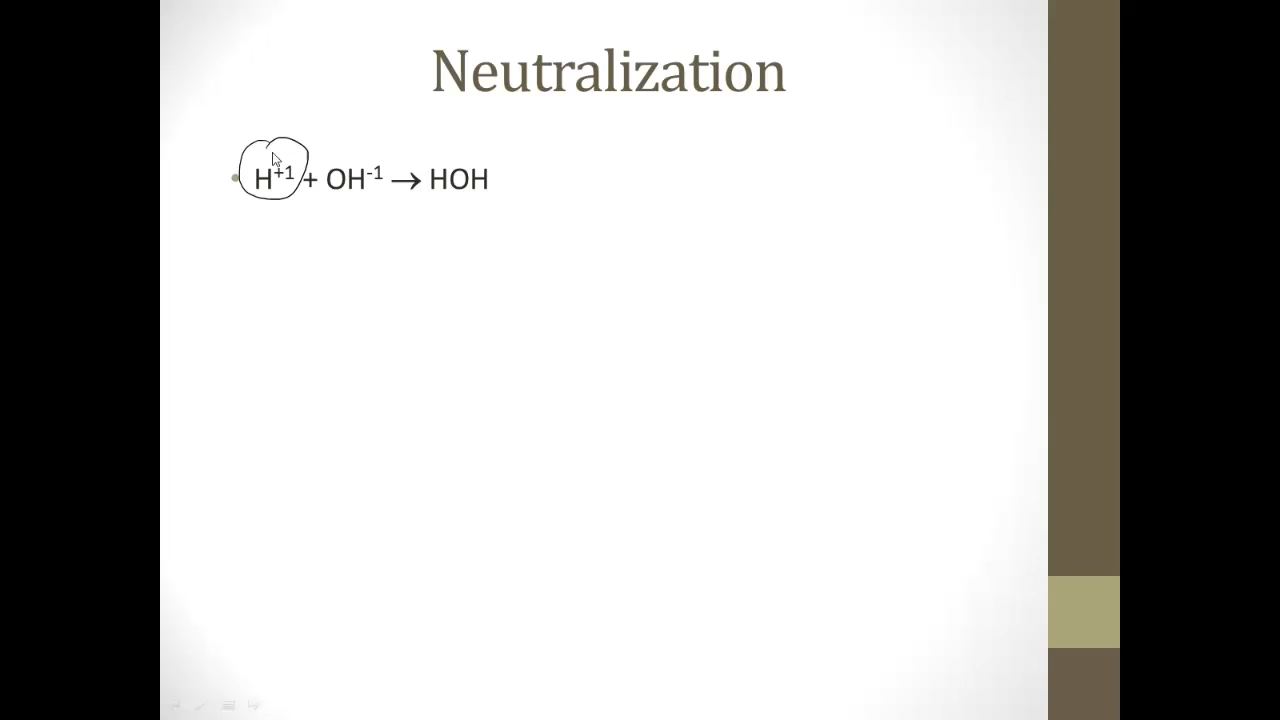 Neutralization
• H⁺¹ + OH⁻¹ → HOH